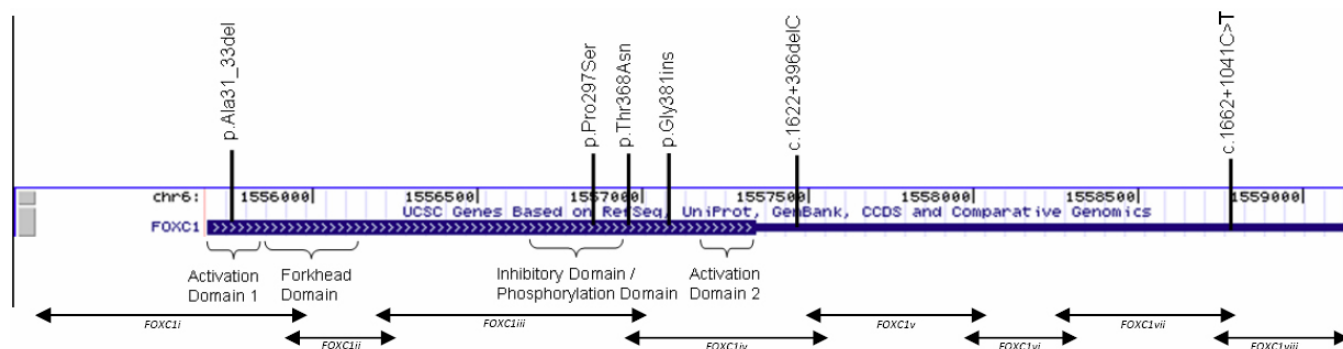 p.Ala31_33del
p.Pro297Ser
p.Thr368Asn
p.Gly381ins
c.1622+396delC
c.1662+1041C>T
chr6: 1556000 1556500 1557000 1557500 1558000 1558500 1559000
UCSC Genes Based on RefSeq, UniProt, GenBank, CCDS and Comparative Genomics
FOXC1
Activation Domain 1
Forkhead Domain
Inhibitory Domain /
Phosphorylation Domain
Activation Domain 2
FOXC1i
FOXC1ii
FOXC1iii
FOXC1iv
FOXC1v
FOXC1vi
FOXC1vii
FOXC1viii